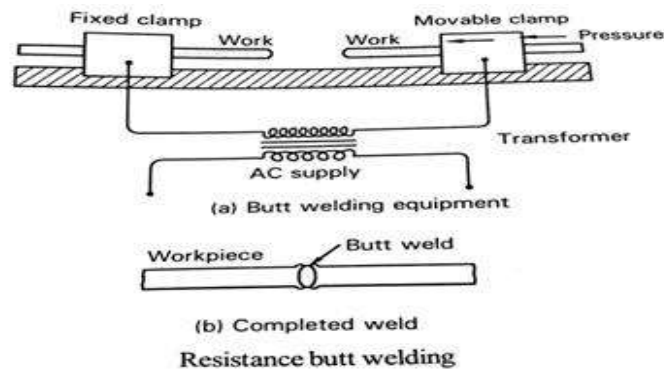 Fixed clamp
Movable clamp
Work
Work
Pressure
Transformer
AC supply
(a) Butt welding equipment
Workpiece
Butt weld
(b) Completed weld
Resistance butt welding